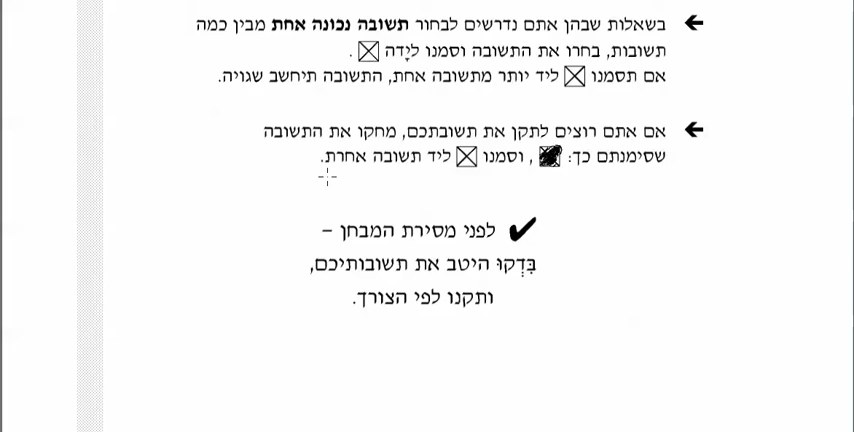 בשאלות שבהן אתם נדרשים לבחור תשובה נכונה אחת מבין כמה
תשובות, בחרו את התשובה וסמנו לְיָדה ☒ .
אם תסמנו ☒ ליד יותר מתשובה אחת, התשובה תיחשב שגויה.
אם אתם רוצים לתקן את תשובתכם, מחקו את התשובה
שסימנתם כך: , וסמנו ☒ ליד תשובה אחרת.
✔ לפני מסירת המבחן –
בִּדְקוּ היטב את תשובותיכם,
ותקנו לפי הצורך.